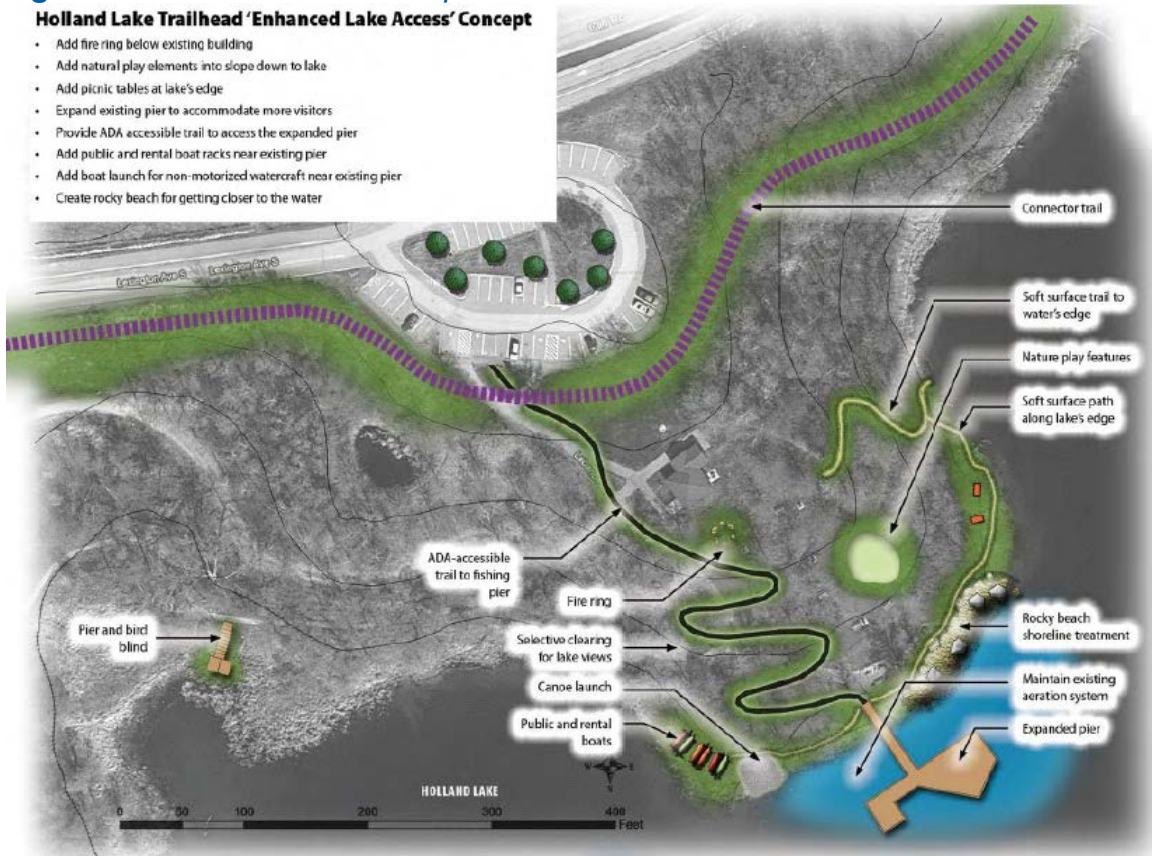 Holland Lake Trailhead ‘Enhanced Lake Access’ Concept
• Add fire ring below existing building
• Add natural play elements into slope down to lake
• Add picnic tables at lake's edge
• Expand existing pier to accommodate more visitors
• Provide ADA accessible trail to access the expanded pier
• Add public and rental boat racks near existing pier
• Add boat launch for non-motorized watercraft near existing pier
• Create rocky beach for getting closer to the water
Connector trail
Lexington Ave S
Lexington Ave S
Soft surface trail to
water's edge
Nature play features
Soft surface path
along lake's edge
ADA-accessible
trail to fishing
pier
Fire ring
Pier and bird
blind
Selective clearing
for lake views
Rocky beach
shoreline treatment
Canoe launch
Maintain existing
aeration system
Public and rental
boats
Expanded pier
W E
S
HOLLAND LAKE
0 50 100 200 300 400
Feet